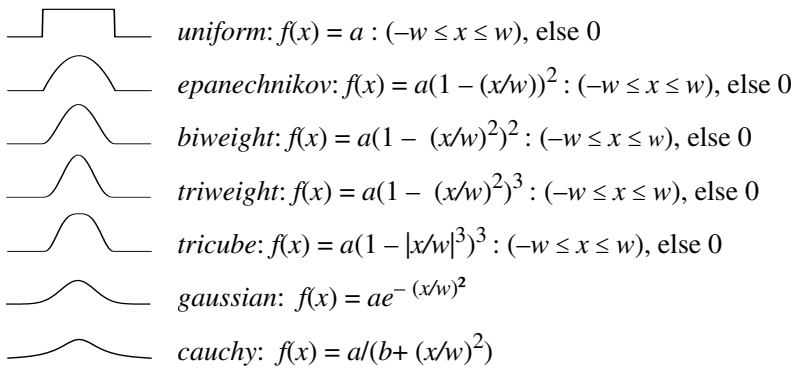 uniform: f(x) = a : (–w ≤ x ≤ w), else 0
epanechnikov: f(x) = a(1 – (x/w))² : (–w ≤ x ≤ w), else 0
biweight: f(x) = a(1 – (x/w)²)² : (–w ≤ x ≤ w), else 0
triweight: f(x) = a(1 – (x/w)²)³ : (–w ≤ x ≤ w), else 0
tricube: f(x) = a(1 – |x/w|³)³ : (–w ≤ x ≤ w), else 0
gaussian: f(x) = ae^– (x/w)²
cauchy: f(x) = a/(b+ (x/w)²)